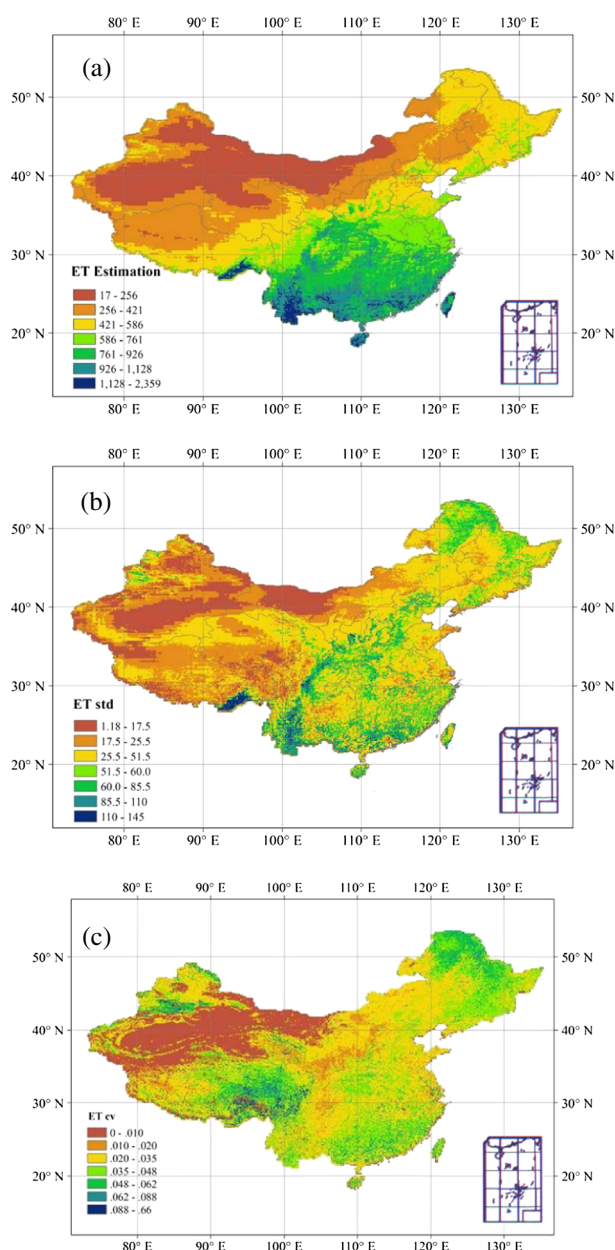 80° E 90° E 100° E 110° E 120° E 130° E
(a)
50° N 50° N
40° N 40° N
30° N 30° N
20° N 20° N
ET Estimation
17 - 256
256 - 421
421 - 586
586 - 761
761 - 926
926 - 1,128
1,128 - 2,359
80° E 90° E 100° E 110° E 120° E 130° E
80° E 90° E 100° E 110° E 120° E 130° E
(b)
50° N 50° N
40° N 40° N
30° N 30° N
20° N 20° N
ET std
1.18 - 17.5
17.5 - 25.5
25.5 - 51.5
51.5 - 60.0
60.0 - 85.5
85.5 - 110
110 - 145
80° E 90° E 100° E 110° E 120° E 130° E
80° E 90° E 100° E 110° E 120° E 130° E
(c)
50° N 50° N
40° N 40° N
30° N 30° N
20° N 20° N
ET cv
0 - .010
.010 - .020
.020 - .035
.035 - .048
.048 - .062
.062 - .088
.088 - .66
80° E 90° E 100° E 110° E 120° E 130° E